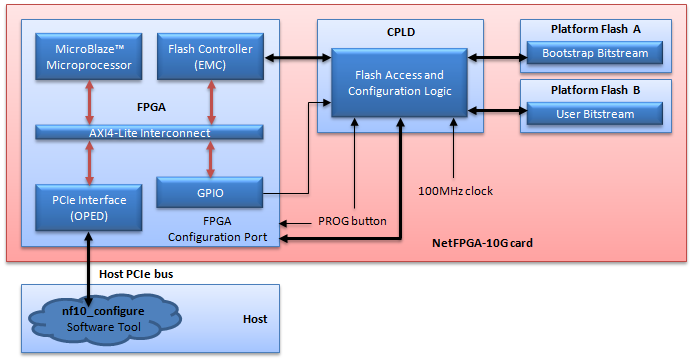 MicroBlaze™
Microprocessor
Flash Controller
(EMC)
FPGA
AXI4-Lite Interconnect
PCIe Interface
(OPED)
GPIO
FPGA
Configuration Port
CPLD
Flash Access and
Configuration Logic
Platform Flash A
Bootstrap Bitstream
Platform Flash B
User Bitstream
PROG button
100MHz clock
NetFPGA-10G card
Host PCIe bus
nf10_configure
Software Tool
Host